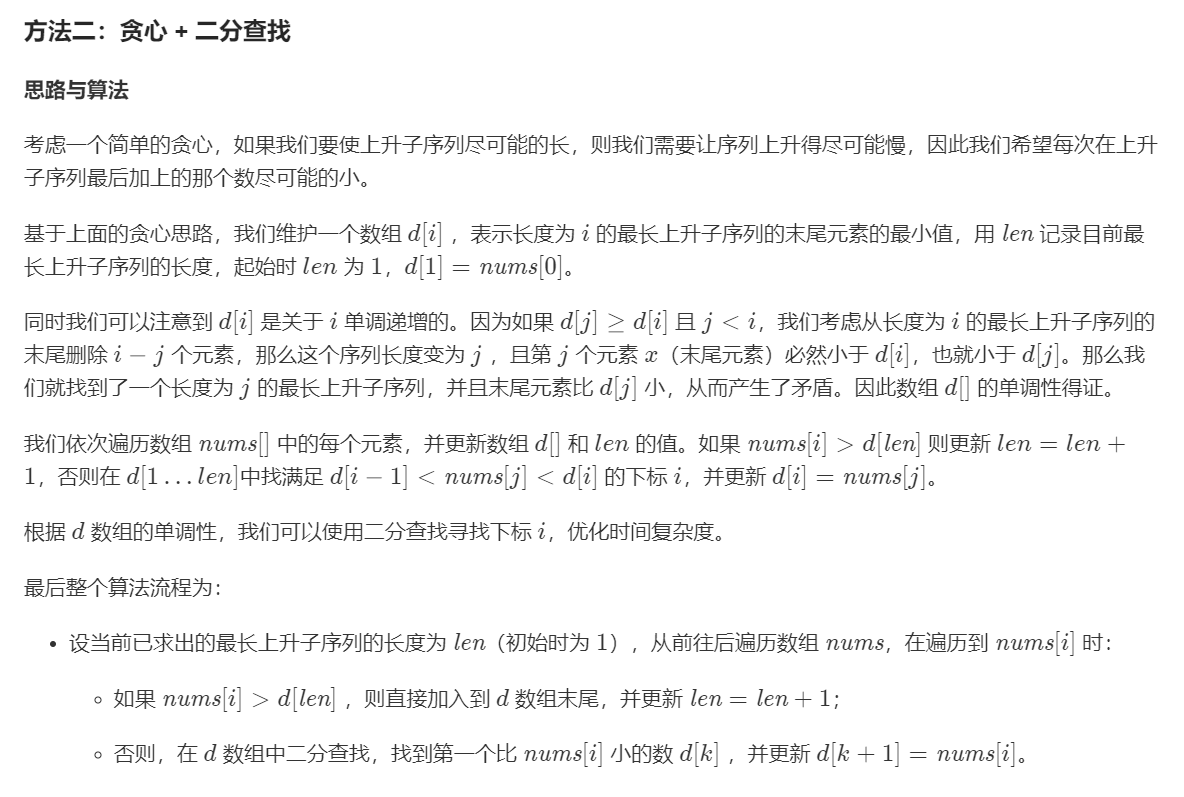 方法二：贪心 + 二分查找
思路与算法
考虑一个简单的贪心，如果我们要使上升子序列尽可能的长，则我们需要让序列上升得尽可能慢，因此我们希望每次在上升
子序列最后加上的那个数尽可能的小。
基于上面的贪心思路，我们维护一个数组 d[i] ，表示长度为 i 的最长上升子序列的末尾元素的最小值，用 len 记录目前最
长上升子序列的长度，起始时 len 为 1，d[1] = nums[0]。
同时我们可以注意到 d[i] 是关于 i 单调递增的。因为如果 d[j] ≥ d[i] 且 j < i，我们考虑从长度为 i 的最长上升子序列的
末尾删除 i − j 个元素，那么这个序列长度变为 j ，且第 j 个元素 x（末尾元素）必然小于 d[i]，也就小于 d[j]。那么我
们就找到了一个长度为 j 的最长上升子序列，并且末尾元素比 d[j] 小，从而产生了矛盾。因此数组 d[] 的单调性得证。
我们依次遍历数组 nums[] 中的每个元素，并更新数组 d[] 和 len 的值。如果 nums[i] > d[len] 则更新 len = len +
1，否则在 d[1…len]中找满足 d[i − 1] < nums[j] < d[i] 的下标 i，并更新 d[i] = nums[j]。
根据 d 数组的单调性，我们可以使用二分查找寻找下标 i，优化时间复杂度。
最后整个算法流程为：
• 设当前已求出的最长上升子序列的长度为 len（初始时为 1），从前往后遍历数组 nums，在遍历到 nums[i] 时：
◦ 如果 nums[i] > d[len] ，则直接加入到 d 数组末尾，并更新 len = len + 1；
◦ 否则，在 d 数组中二分查找，找到第一个比 nums[i] 小的数 d[k] ，并更新 d[k + 1] = nums[i]。